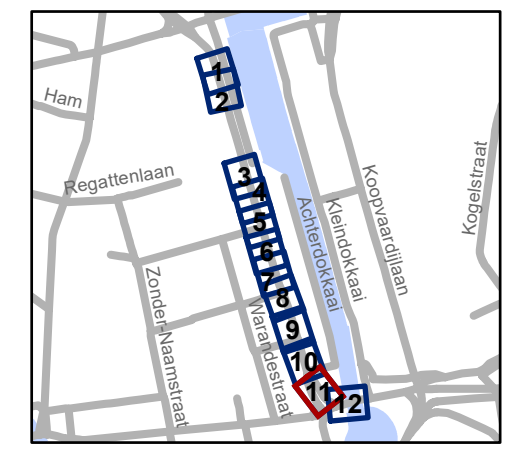 1
2
Ham
Regattenlaan
3
4
5
6
7
8
9
10
11
12
Achterdokkaai
Kleindokkaai
Koopvaardijlaan
Kogelstraat
Zonder-Naamstraat
Warandestraat